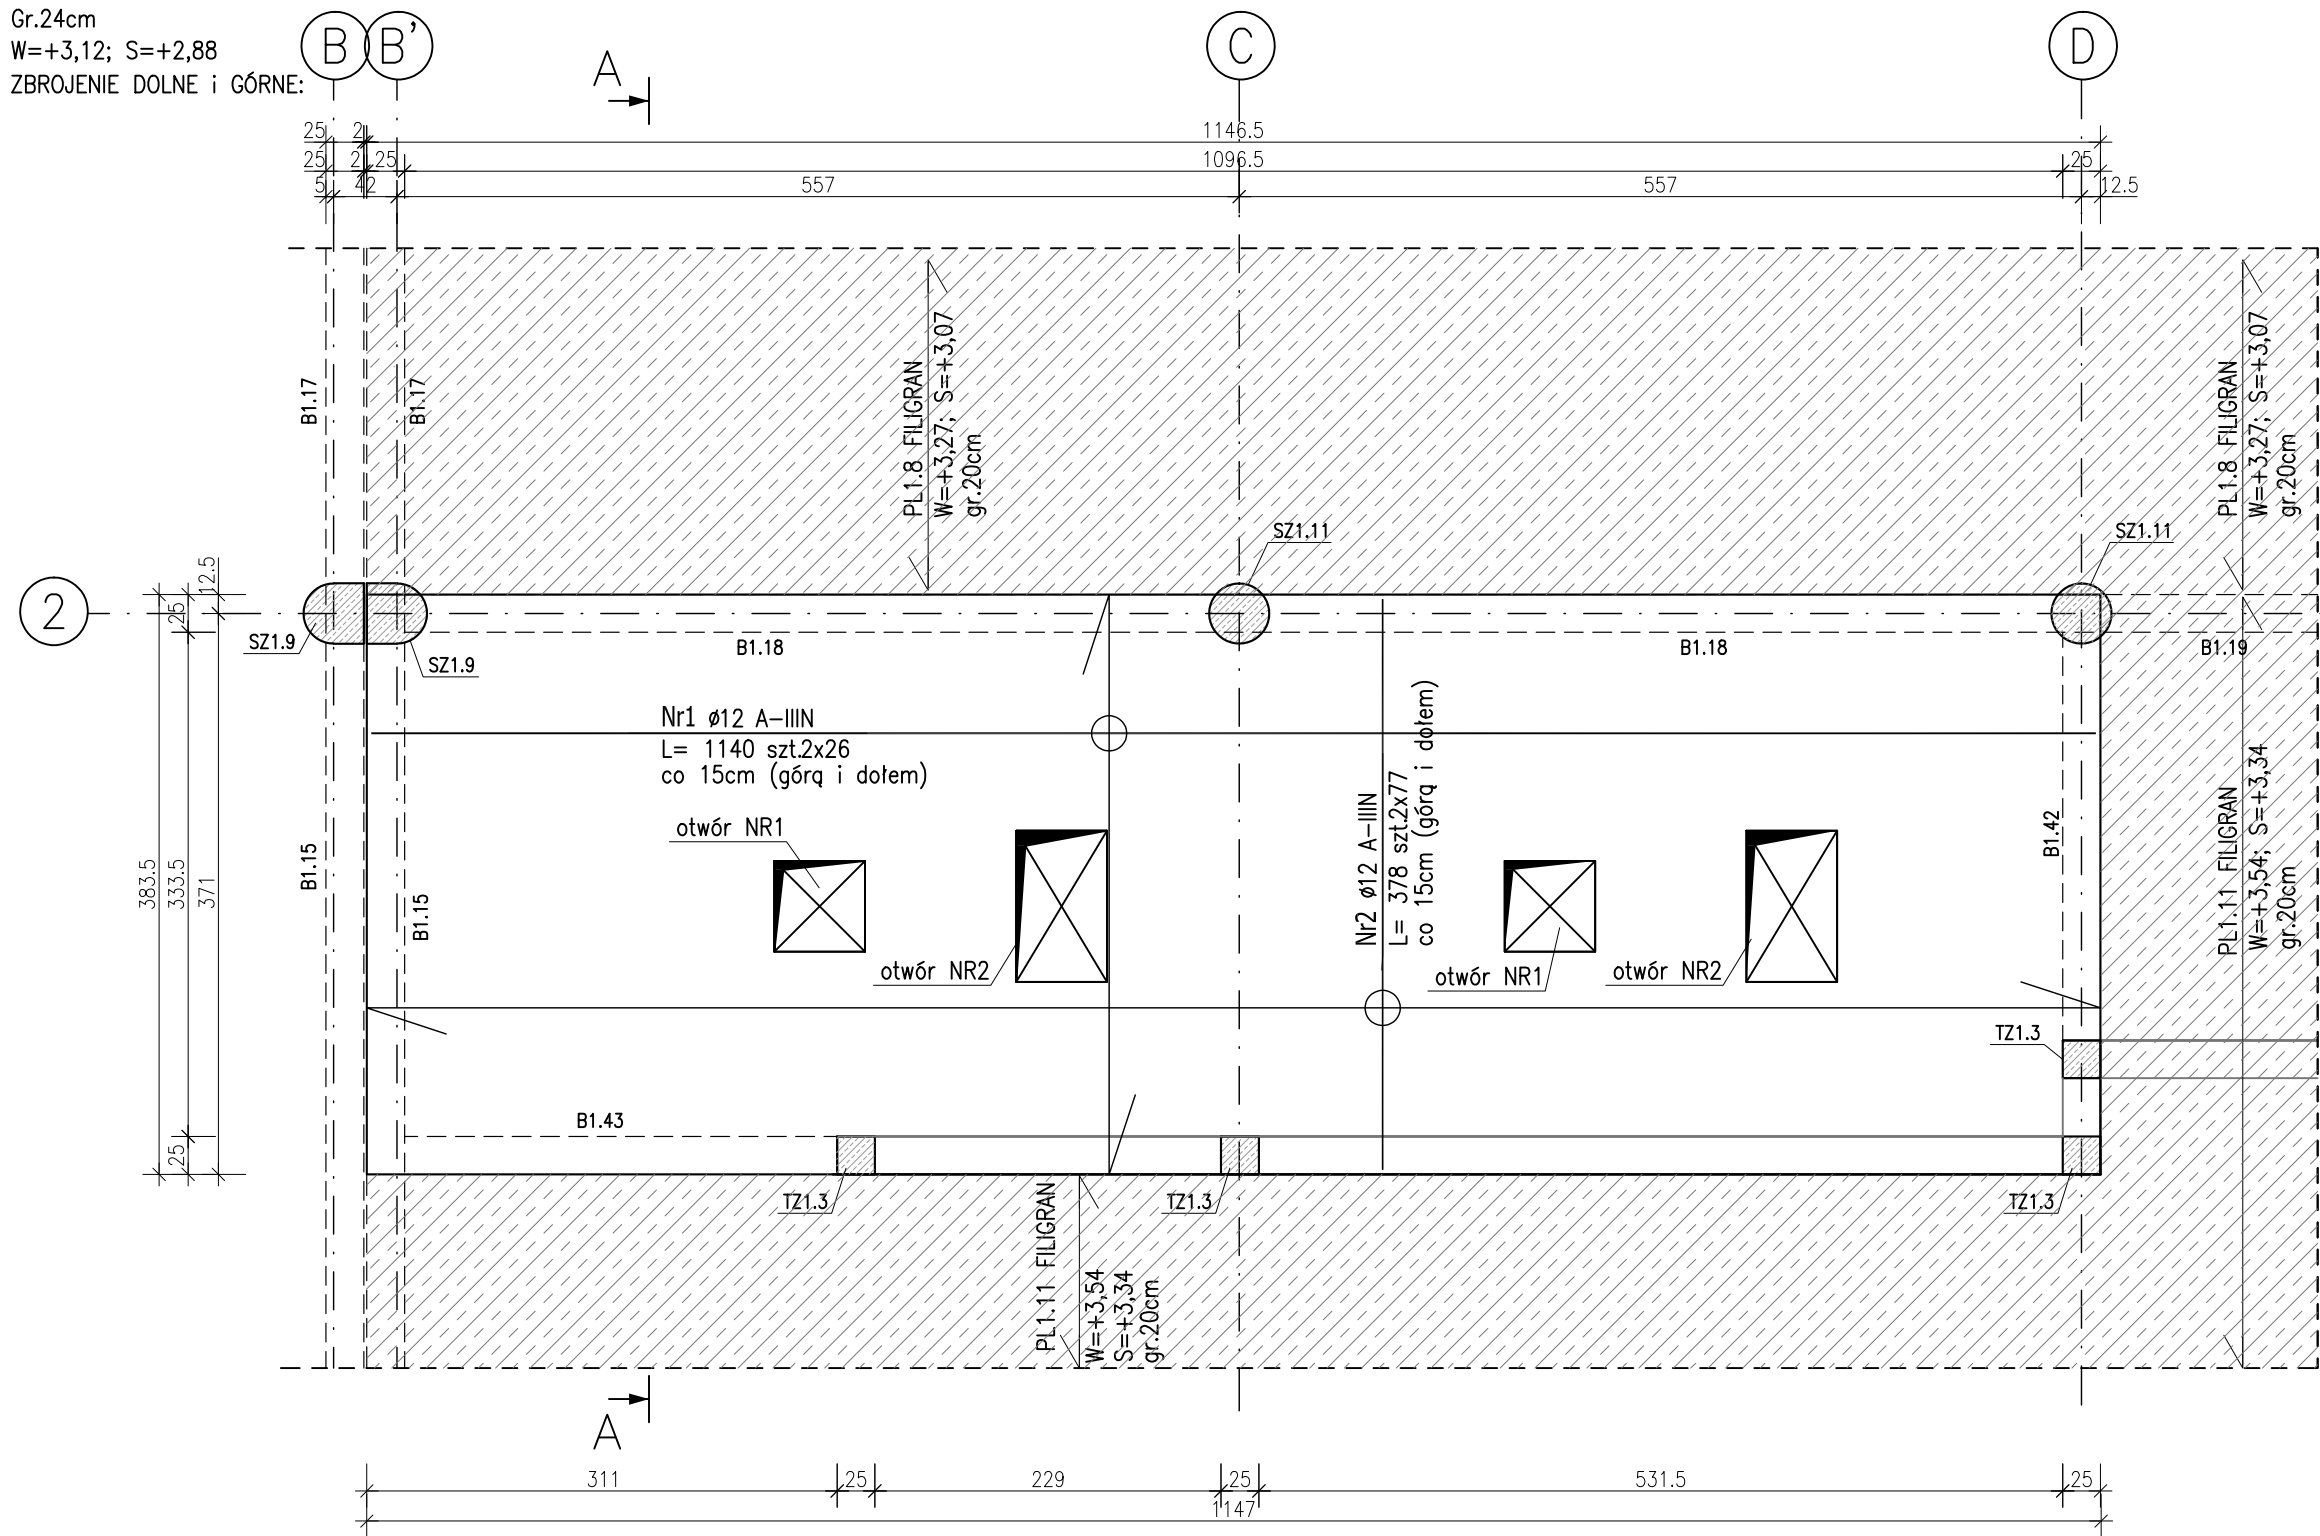 Gr.24cm
W=+3,12; S=+2,88
ZBROJENIE DOLNE i GÓRNE:
B
B'
C
D
A
25
2
1146.5
25
2
25
1096.5
25
5
42
557
557
12.5
B1.17
B1.17
PL1.8 FILIGRAN
W=+3,27; S=+3,07
gr.20cm
PL1.8 FILIGRAN
W=+3,27; S=+3,07
gr.20cm
SZ1.11
SZ1.11
2
12.5
25
383.5
333.5
371
25
SZ1.9
SZ1.9
B1.18
B1.18
B1.19
Nr1 ø12 A-IIIN
L= 1140 szt.2x26
co 15cm (górą i dołem)
Nr2 ø12 A-IIIN
L= 378 szt.2x77
co 15cm (górą i dołem)
otwór NR1
otwór NR2
otwór NR1
otwór NR2
B1.15
B1.15
B1.42
PL1.11 FILIGRAN
W=+3,54; S=+3,34
gr.20cm
TZ1.3
B1.43
TZ1.3
TZ1.3
TZ1.3
PL1.11 FILIGRAN
W=+3,54
S=+3,34
gr.20cm
A
311
25
229
25
531.5
25
1147